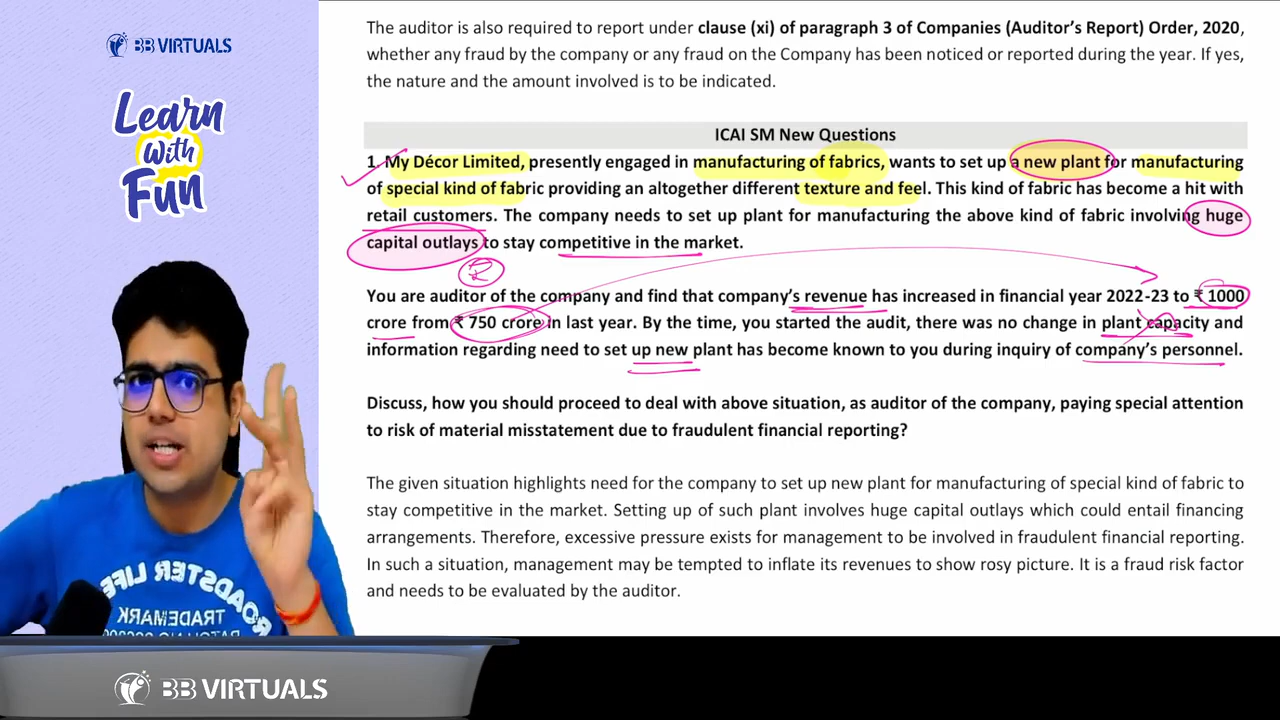 BB VIRTUALS
Learn
With
Fun
The auditor is also required to report under clause (xi) of paragraph 3 of Companies (Auditor's Report) Order, 2020,
whether any fraud by the company or any fraud on the Company has been noticed or reported during the year. If yes,
the nature and the amount involved is to be indicated.
ICAI SM New Questions
1. My Décor Limited, presently engaged in manufacturing of fabrics, wants to set up a new plant for manufacturing
of special kind of fabric providing an altogether different texture and feel. This kind of fabric has become a hit with
retail customers. The company needs to set up plant for manufacturing the above kind of fabric involving huge
capital outlays to stay competitive in the market.
You are auditor of the company and find that company's revenue has increased in financial year 2022-23 to ₹ 1000
crore from ₹ 750 crore in last year. By the time, you started the audit, there was no change in plant capacity and
information regarding need to set up new plant has become known to you during inquiry of company's personnel.
Discuss, how you should proceed to deal with above situation, as auditor of the company, paying special attention
to risk of material misstatement due to fraudulent financial reporting?
The given situation highlights need for the company to set up new plant for manufacturing of special kind of fabric to
stay competitive in the market. Setting up of such plant involves huge capital outlays which could entail financing
arrangements. Therefore, excessive pressure exists for management to be involved in fraudulent financial reporting.
In such a situation, management may be tempted to inflate its revenues to show rosy picture. It is a fraud risk factor
and needs to be evaluated by the auditor.
ROADSTER LIFE
TRADEMARK
BB VIRTUALS